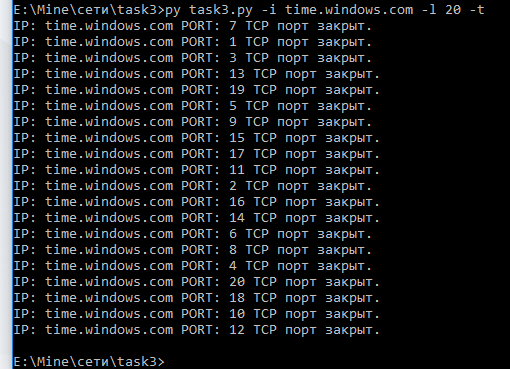 E:\Mine\сети\task3>py task3.py -i time.windows.com -l 20 -t
IP: time.windows.com PORT: 7 TCP порт закрыт.
IP: time.windows.com PORT: 1 TCP порт закрыт.
IP: time.windows.com PORT: 3 TCP порт закрыт.
IP: time.windows.com PORT: 13 TCP порт закрыт.
IP: time.windows.com PORT: 19 TCP порт закрыт.
IP: time.windows.com PORT: 5 TCP порт закрыт.
IP: time.windows.com PORT: 9 TCP порт закрыт.
IP: time.windows.com PORT: 15 TCP порт закрыт.
IP: time.windows.com PORT: 17 TCP порт закрыт.
IP: time.windows.com PORT: 11 TCP порт закрыт.
IP: time.windows.com PORT: 2 TCP порт закрыт.
IP: time.windows.com PORT: 16 TCP порт закрыт.
IP: time.windows.com PORT: 14 TCP порт закрыт.
IP: time.windows.com PORT: 6 TCP порт закрыт.
IP: time.windows.com PORT: 8 TCP порт закрыт.
IP: time.windows.com PORT: 4 TCP порт закрыт.
IP: time.windows.com PORT: 20 TCP порт закрыт.
IP: time.windows.com PORT: 18 TCP порт закрыт.
IP: time.windows.com PORT: 10 TCP порт закрыт.
IP: time.windows.com PORT: 12 TCP порт закрыт.
E:\Mine\сети\task3>